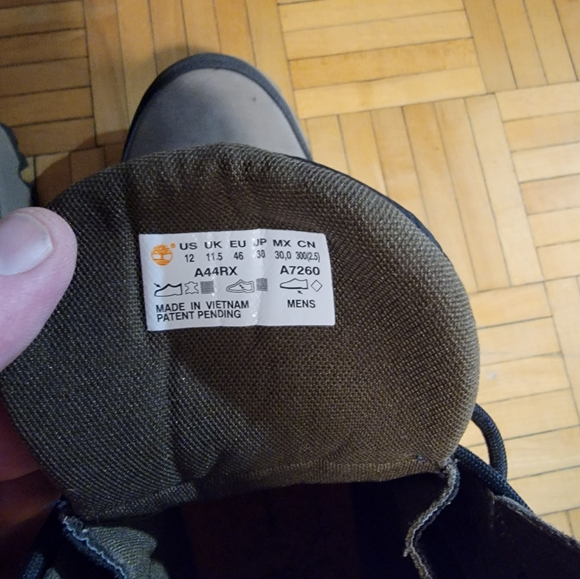 US UK EU JP MX CN
12 11.5 46 30 30,0 300(2.5)
A44RX A7260
MADE IN VIETNAM
PATENT PENDING MENS